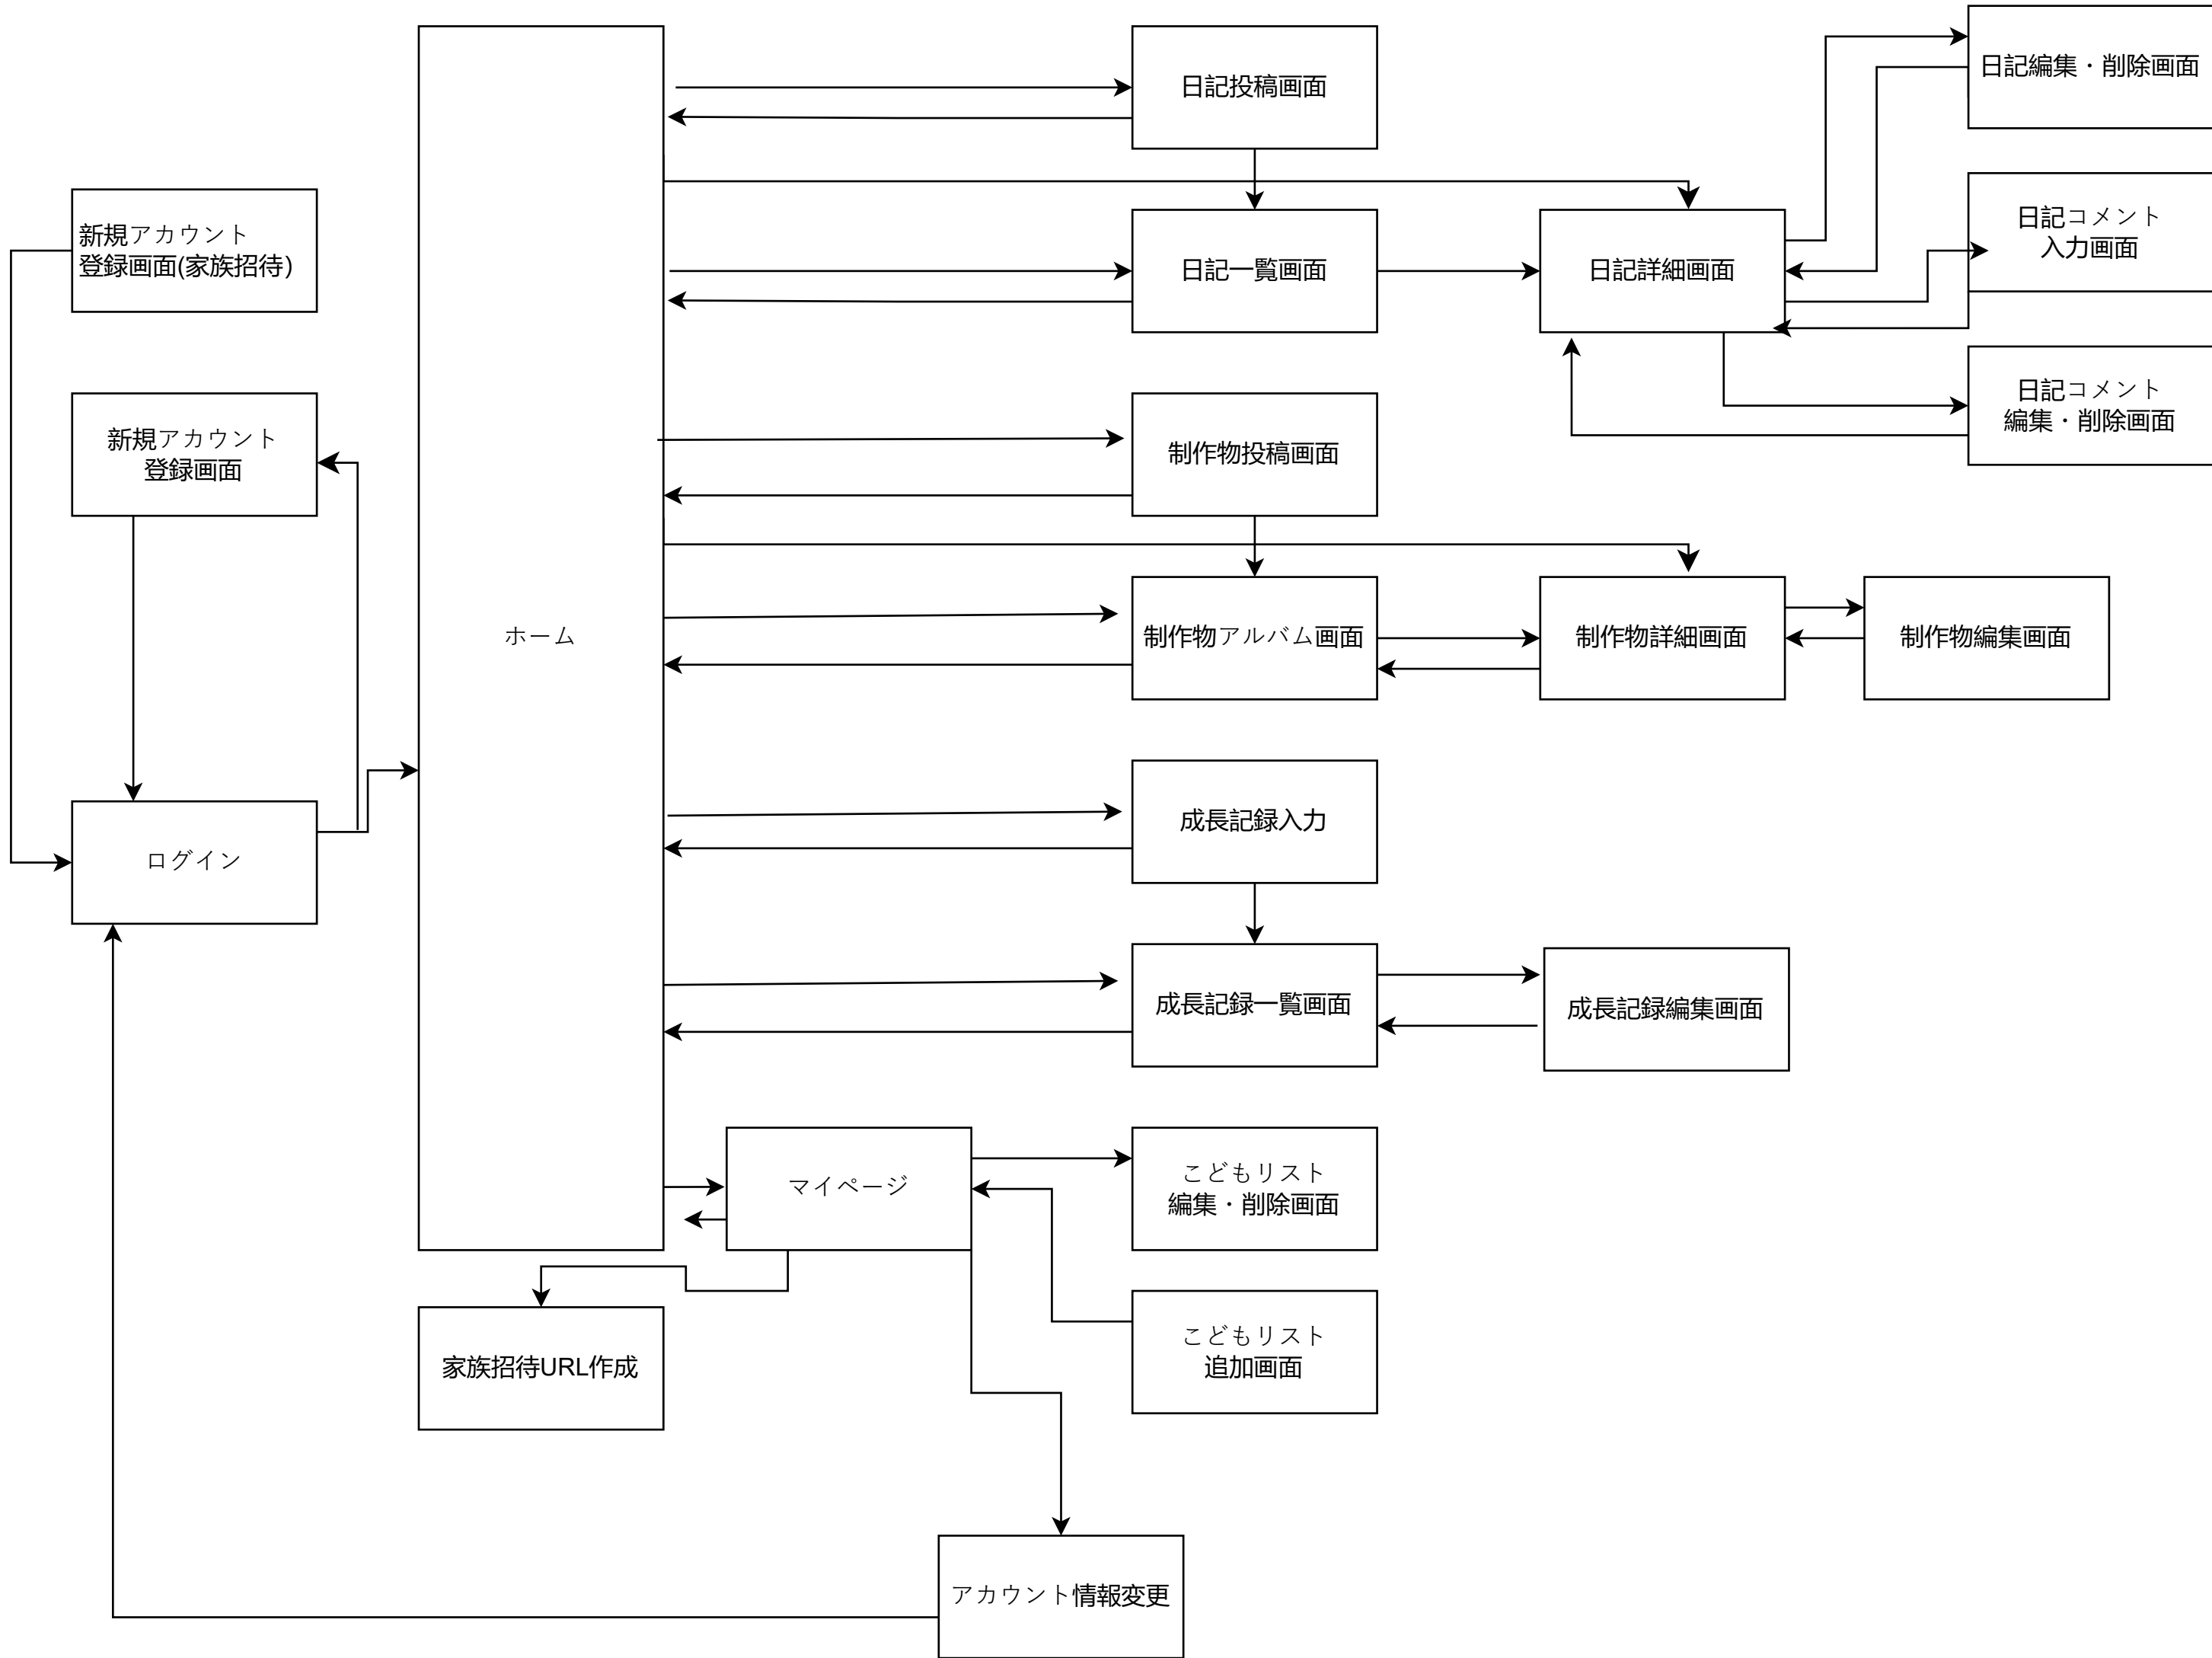 日記編集・削除画面
日記投稿画面
日記コメント
入力画面
新規アカウント
登録画面(家族招待)
日記一覧画面
日記詳細画面
日記コメント
編集・削除画面
新規アカウント
登録画面
制作物投稿画面
ホーム
制作物アルバム画面
制作物詳細画面
制作物編集画面
成長記録入力
ログイン
成長記録一覧画面
成長記録編集画面
マイページ
こどもリスト
編集・削除画面
こどもリスト
追加画面
家族招待URL作成
アカウント情報変更